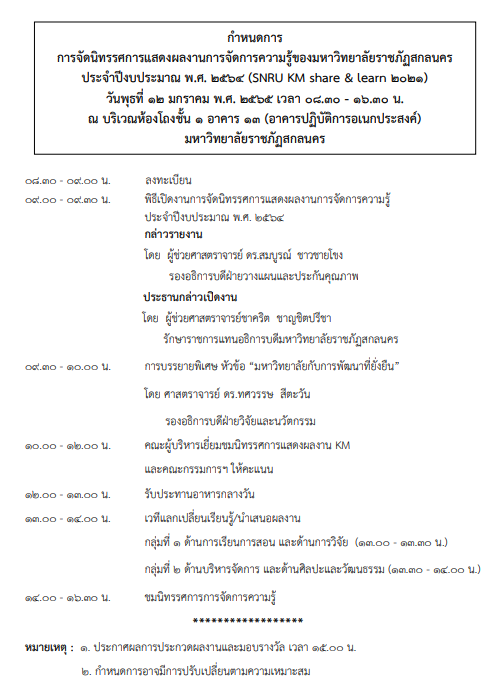 กำหนดการ
การจัดนิทรรศการแสดงผลงานการจัดการความรู้ของมหาวิทยาลัยราชภัฏสกลนคร
ประจำปีงบประมาณ พ.ศ. ๒๕๖๔ (SNRU KM share & learn ๒๐๒๑)
วันพุธที่ ๑๒ มกราคม พ.ศ. ๒๕๖๕ เวลา ๐๘.๓๐ - ๑๖.๓๐ น.
ณ บริเวณห้องโถงชั้น ๑ อาคาร ๑๓ (อาคารปฏิบัติการอเนกประสงค์)
มหาวิทยาลัยราชภัฏสกลนคร
๐๘.๓๐ - ๐๙.๐๐ น. ลงทะเบียน
๐๙.๐๐ - ๐๙.๓๐ น. พิธีเปิดงานการจัดนิทรรศการแสดงผลงานการจัดการความรู้
ประจำปีงบประมาณ พ.ศ. ๒๕๖๔
กล่าวรายงาน
โดย ผู้ช่วยศาสตราจารย์ ดร.สมบูรณ์ ชาวชายโขง
รองอธิการบดีฝ่ายวางแผนและประกันคุณภาพ
ประธานกล่าวเปิดงาน
โดย ผู้ช่วยศาสตราจารย์ชาคริต ชาญชิตปรีชา
รักษาราชการแทนอธิการบดีมหาวิทยาลัยราชภัฏสกลนคร
๐๙.๓๐ - ๑๐.๐๐ น. การบรรยายพิเศษ หัวข้อ “มหาวิทยาลัยกับการพัฒนาที่ยั่งยืน”
โดย ศาสตราจารย์ ดร.ทศวรรษ สีตะวัน
รองอธิการบดีฝ่ายวิจัยและนวัตกรรม
๑๐.๐๐ - ๑๒.๐๐ น. คณะผู้บริหารเยี่ยมชมนิทรรศการแสดงผลงาน KM
และคณะกรรมการฯ ให้คะแนน
๑๒.๐๐ - ๑๓.๐๐ น. รับประทานอาหารกลางวัน
๑๓.๐๐ - ๑๔.๐๐ น. เวทีแลกเปลี่ยนเรียนรู้/นำเสนอผลงาน
กลุ่มที่ ๑ ด้านการเรียนการสอน และด้านการวิจัย (๑๓.๐๐ - ๑๓.๓๐ น.)
กลุ่มที่ ๒ ด้านบริหารจัดการ และด้านศิลปะและวัฒนธรรม (๑๓.๓๐ - ๑๔.๐๐ น.)
๑๔.๐๐ - ๑๖.๓๐ น. ชมนิทรรศการการจัดการความรู้
******************
หมายเหตุ : ๑. ประกาศผลการประกวดผลงานและมอบรางวัล เวลา ๑๕.๐๐ น.
๒. กำหนดการอาจมีการปรับเปลี่ยนตามความเหมาะสม